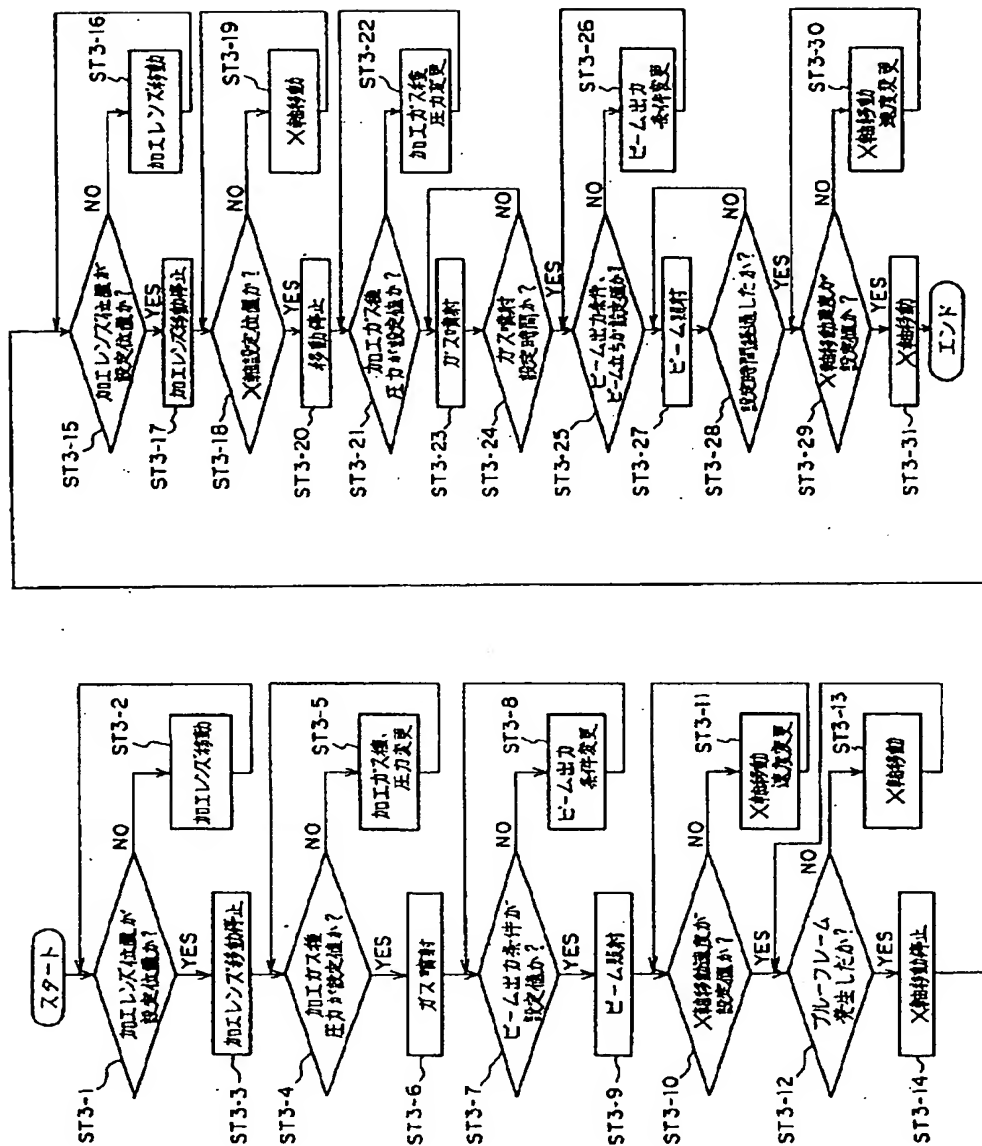 スタート
ST3-1
加工レンズ位置が
設定位置か?
NO
ST3-2
加工レンズ移動
YES
ST3-3
加工レンズ移動停止
ST3-4
加工ガス種
圧力が設定値か?
NO
ST3-5
加工ガス種、
圧力変更
YES
ST3-6
ガス噴射
ST3-7
ビーム出力条件が
設定値か?
NO
ST3-8
ビーム出力
条件変更
YES
ST3-9
ビーム照射
ST3-10
X軸移動速度が
設定値か?
NO
ST3-11
X軸移動
速度変更
YES
ST3-12
ブルーフレーム
発生したか?
NO
ST3-13
X軸移動
YES
ST3-14
X軸移動停止
ST3-15
加工レンズ位置が
設定位置か?
NO
ST3-16
加工レンズ移動
YES
ST3-17
加工レンズ移動停止
ST3-18
X軸設定位置か?
NO
ST3-19
X軸移動
YES
ST3-20
移動停止
ST3-21
加工ガス種
圧力が設定値か?
NO
ST3-22
加工ガス種
圧力変更
ST3-23
ガス噴射
ST3-24
ガス噴射
設定時間か?
NO
YES
ST3-25
ビーム出力条件、
ビーム立ちが設定値か?
NO
ST3-26
ビーム出力
条件変更
YES
ST3-27
ビーム照射
ST3-28
設定時間経過したか?
NO
YES
ST3-29
X軸移動速度が
設定値か?
NO
ST3-30
X軸移動
速度変更
YES
ST3-31
X軸移動
エンド